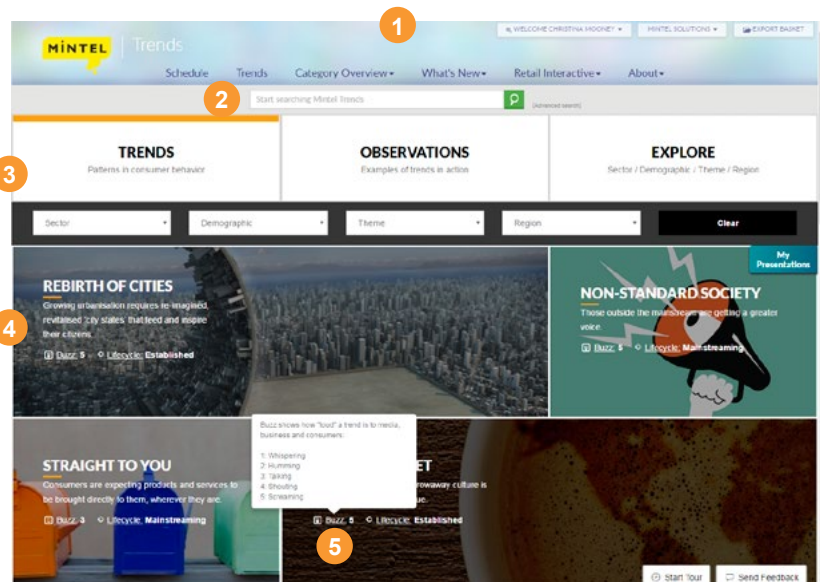 1
WELCOME CHRISTINA MOONEY
MINTEL SOLUTIONS
EXPORT BASKET
MiNTEL
Trends
Schedule Trends Category Overview What's New Retail Interactive About
2
Start searching Mintel Trends
(Advanced search)
3
TRENDS
Patterns in consumer behavior
OBSERVATIONS
Examples of trends in action
EXPLORE
Sector / Demographic / Theme / Region
Sector Demographic Theme Region Clear
My
Presentations
4
REBIRTH OF CITIES
Growing urbanisation requires re-imagined,
revitalised 'city states' that feed and inspire
their citizens
Buzz: 5 Lifecycle: Established
NON-STANDARD SOCIETY
Those outside the mainstream are getting a greater
voice.
Buzz: 5 Lifecycle: Mainstreaming
STRAIGHT TO YOU
Consumers are expecting products and services to
be brought directly to them, wherever they are.
Buzz: 3 Lifecycle: Mainstreaming
Buzz shows how "loud" a trend is to media,
business and consumers:
1: Whispering
2: Humming
3: Talking
4: Shouting
5: Screaming
ET
rowaway culture is
ue.
Buzz: 5 Lifecycle: Established
5
Start Tour
Send Feedback